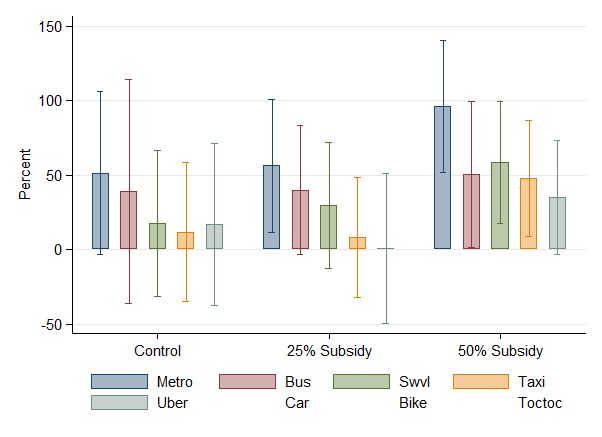 150
100
50
0
-50
Percent
Control 25% Subsidy 50% Subsidy
Metro Bus Swvl Taxi
Uber Car Bike Toctoc